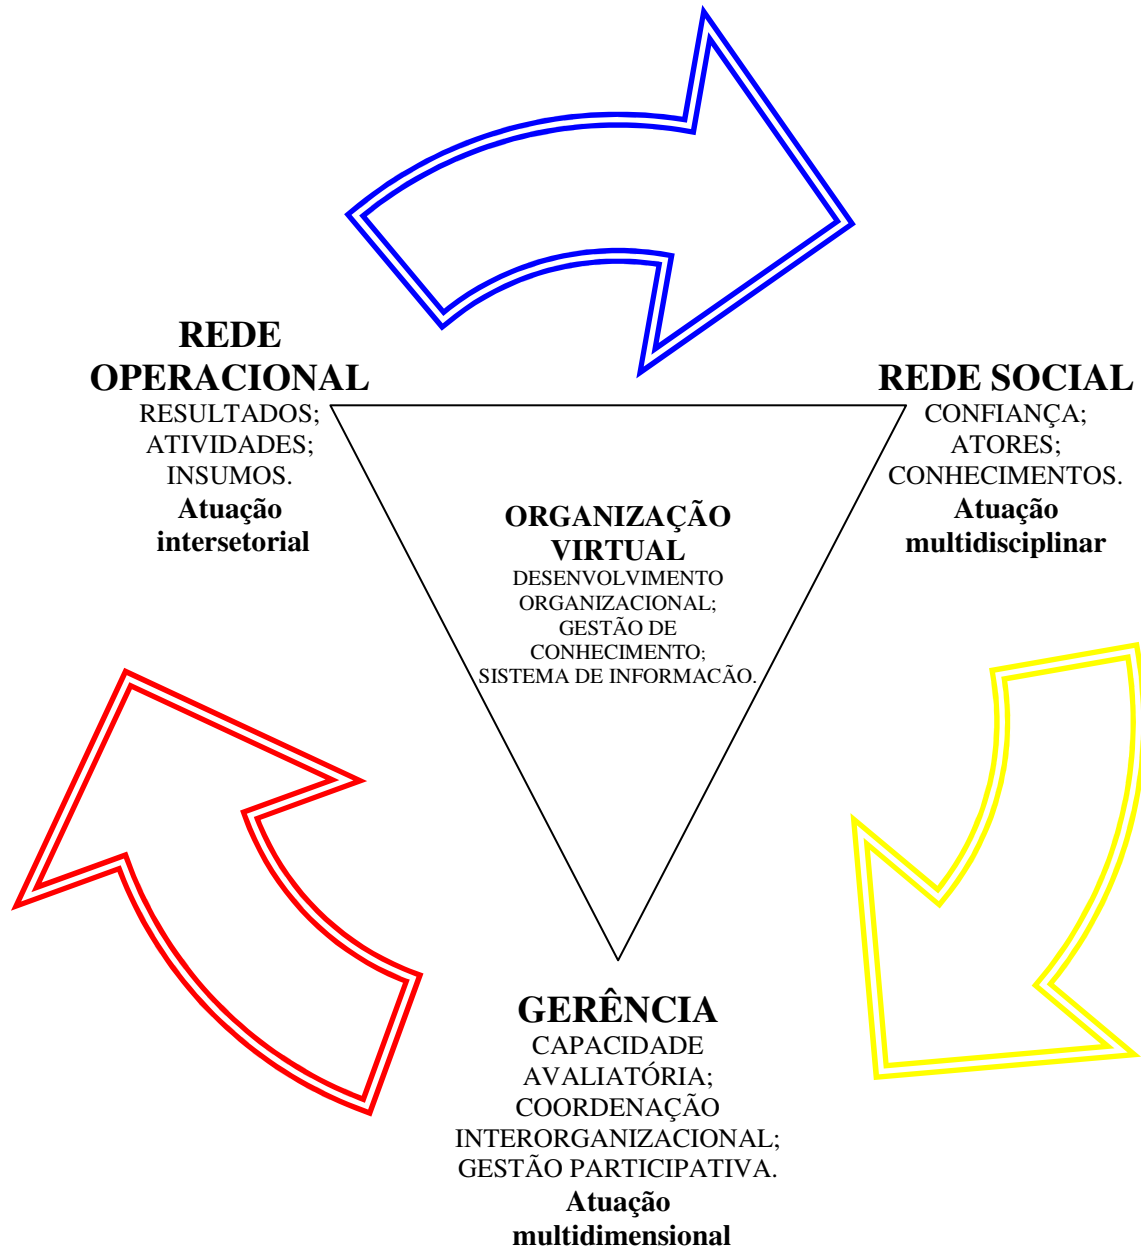 REDE
OPERACIONAL
RESULTADOS;
ATIVIDADES;
INSUMOS.
Atuação
intersetorial
REDE SOCIAL
CONFIANÇA;
ATORES;
CONHECIMENTOS.
Atuação
multidisciplinar
ORGANIZAÇÃO
VIRTUAL
DESENVOLVIMENTO
ORGANIZACIONAL;
GESTÃO DE
CONHECIMENTO;
SISTEMA DE INFORMACÃO.
GERÊNCIA
CAPACIDADE
AVALIATÓRIA;
COORDENAÇÃO
INTERORGANIZACIONAL;
GESTÃO PARTICIPATIVA.
Atuação
multidimensional